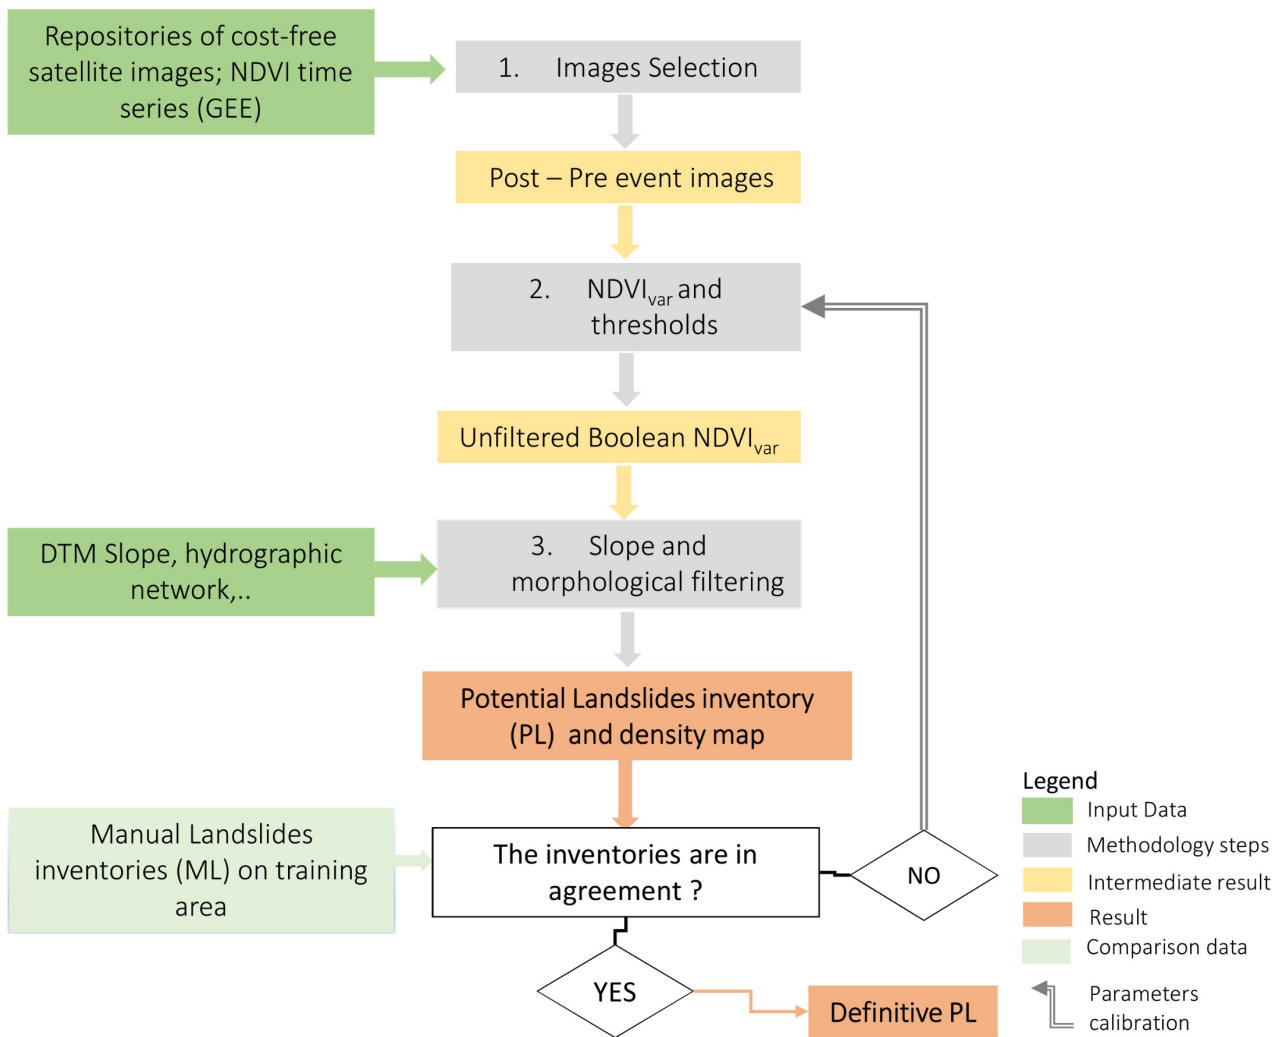 Repositories of cost-free
satellite images; NDVI time
series (GEE)
1. Images Selection
Post – Pre event images
2. NDVIvar and
thresholds
Unfiltered Boolean NDVIvar
DTM Slope, hydrographic
network,..
3. Slope and
morphological filtering
Potential Landslides inventory
(PL) and density map
Manual Landslides
inventories (ML) on training
area
The inventories are in
agreement ?
NO
YES
Definitive PL
Legend
Input Data
Methodology steps
Intermediate result
Result
Comparison data
Parameters
calibration